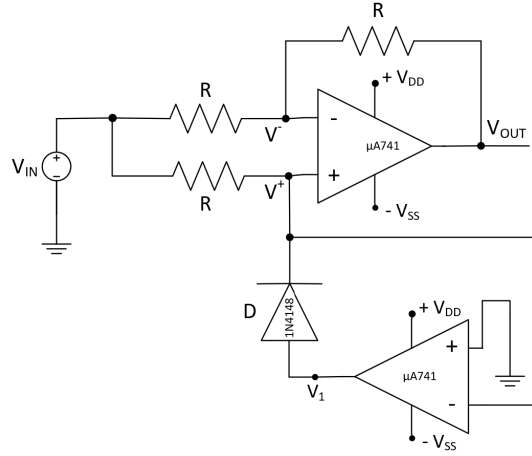 R
+ V_DD
R
-
V^-
µA741
V_OUT
V_IN
+
-
+
V^+
R
- V_SS
D
1N4148
+ V_DD
+
µA741
V_1
-
- V_SS